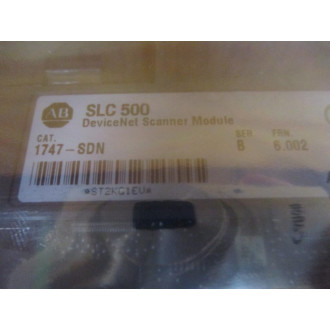 AB
SLC 500
DeviceNet Scanner Module
CAT.
1747-SDN
SER
B
FRN.
6.002